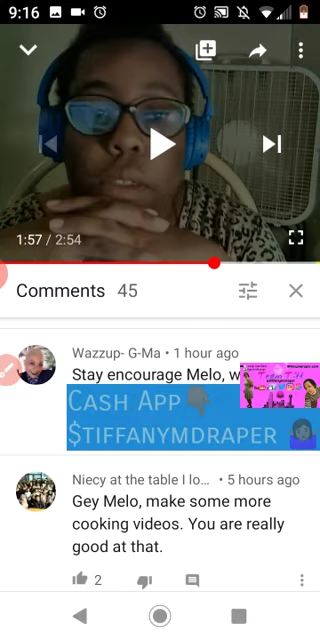 9:16
1:57 / 2:54
Comments 45
Wazzup- G-Ma • 1 hour ago
Stay encourage Melo, w
CASH APP
$TIFFANYMDRAPER
Niecy at the table I lo... • 5 hours ago
Gey Melo, make some more
cooking videos. You are really
good at that.
2